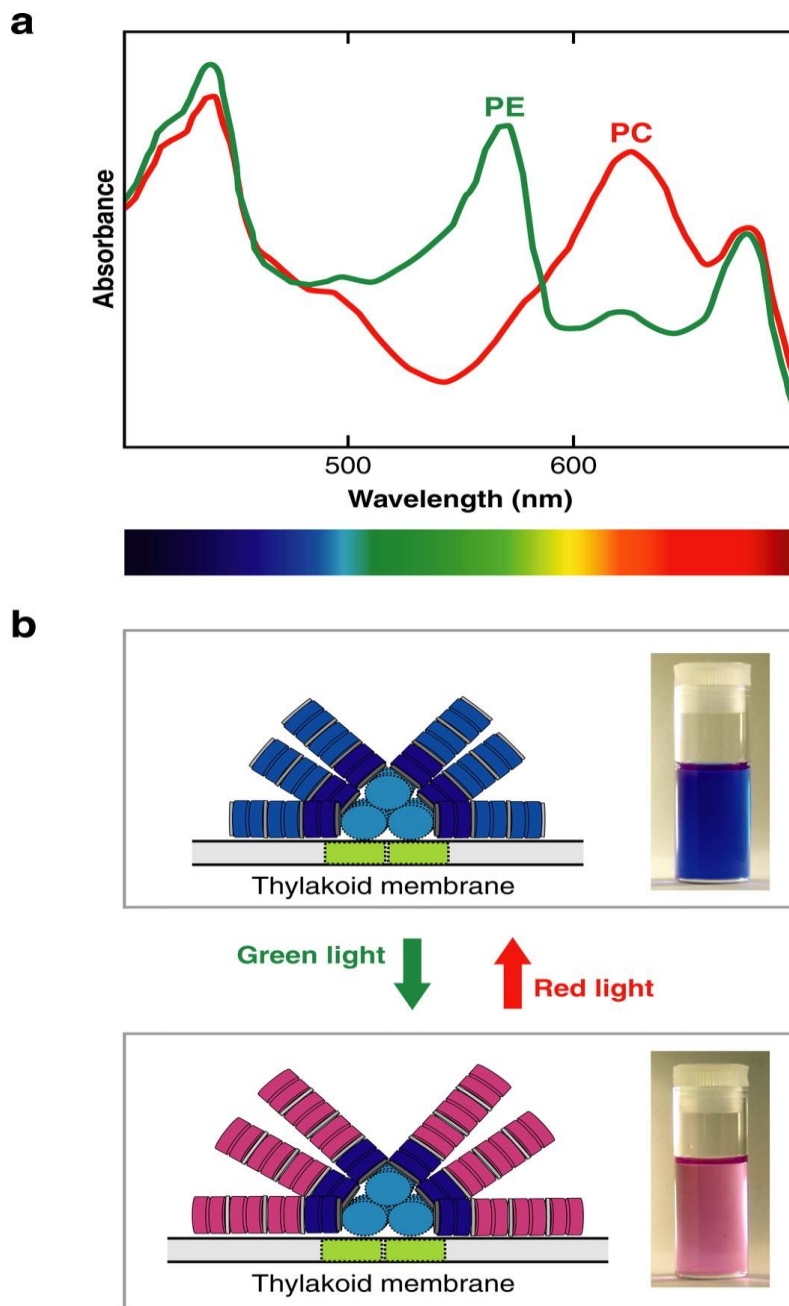 a
PE
PC
Absorbance
500
600
Wavelength (nm)
b
Thylakoid membrane
Green light
Red light
Thylakoid membrane